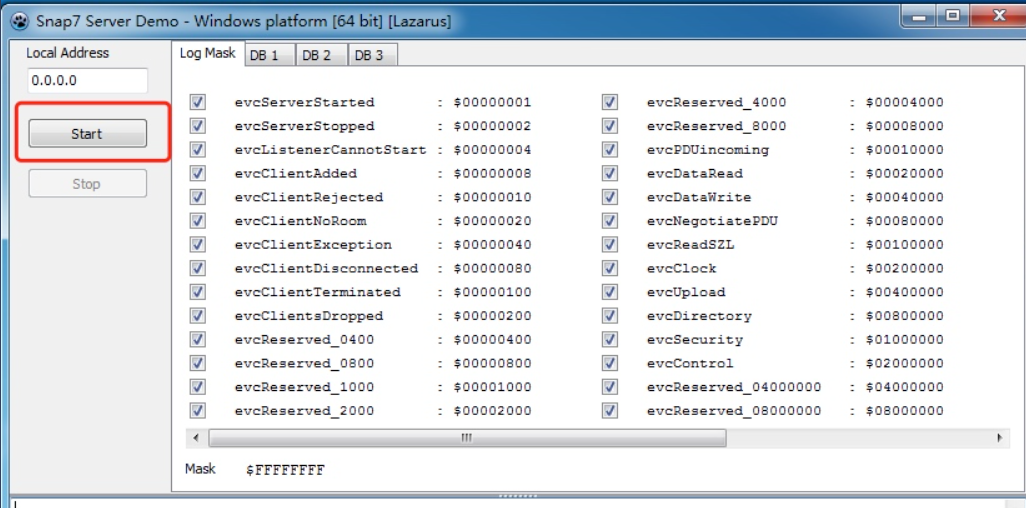 Snap7 Server Demo - Windows platform [64 bit] [Lazarus]
Local Address
0.0.0.0
Start
Stop
Log Mask DB 1 DB 2 DB 3
evcServerStarted : $00000001 evcReserved_4000 : $00004000
evcServerStopped : $00000002 evcReserved_8000 : $00008000
evcListenerCannotStart : $00000004 evcPDUincoming : $00010000
evcClientAdded : $00000008 evcDataRead : $00020000
evcClientRejected : $00000010 evcDataWrite : $00040000
evcClientNoRoom : $00000020 evcNegotiatePDU : $00080000
evcClientException : $00000040 evcReadSZL : $00100000
evcClientDisconnected : $00000080 evcClock : $00200000
evcClientTerminated : $00000100 evcUpload : $00400000
evcClientsDropped : $00000200 evcDirectory : $00800000
evcReserved_0400 : $00000400 evcSecurity : $01000000
evcReserved_0800 : $00000800 evcControl : $02000000
evcReserved_1000 : $00001000 evcReserved_04000000 : $04000000
evcReserved_2000 : $00002000 evcReserved_08000000 : $08000000
Mask $FFFFFFFF